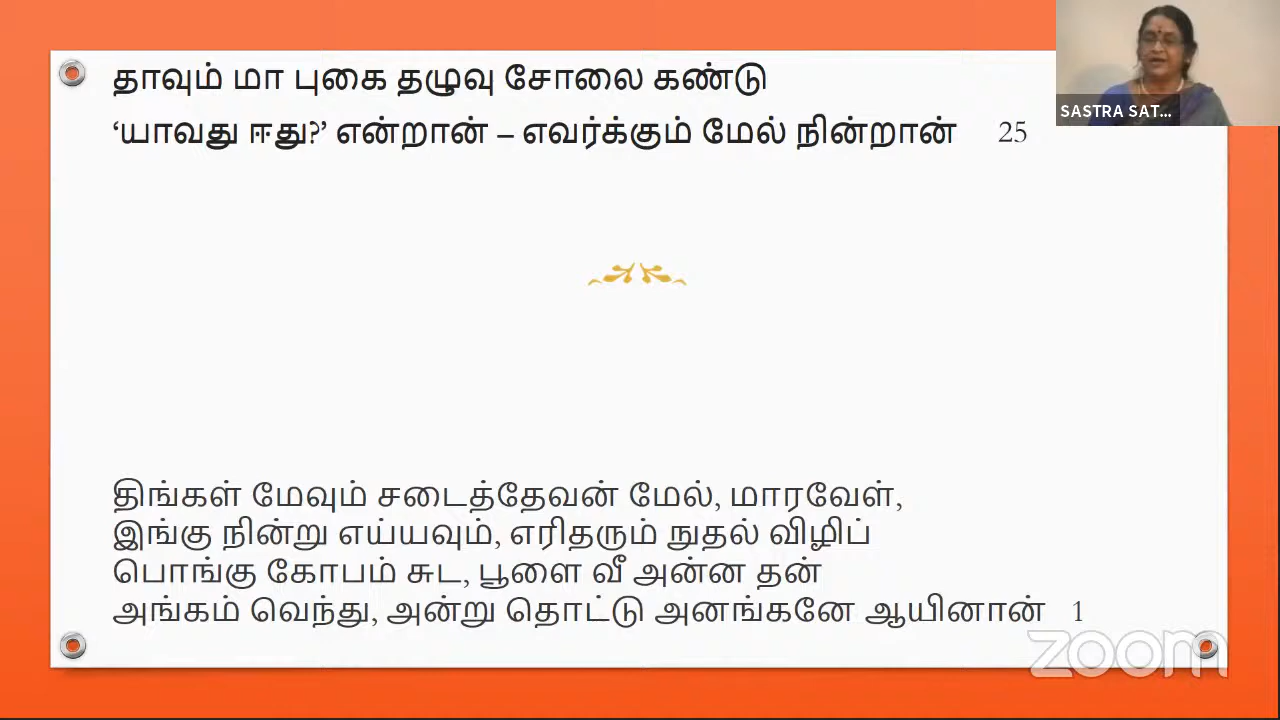 தாவும் மா புகை தழுவு சோலை கண்டு
‘யாவது ஈது?’ என்றான் – எவர்க்கும் மேல் நின்றான் 25
SASTRA SAT...
திங்கள் மேவும் சடைத்தேவன் மேல், மாரவேள்,
இங்கு நின்று எய்யவும், எரிதரும் நுதல் விழிப்
பொங்கு கோபம் சுட, பூளை வீ அன்ன தன்
அங்கம் வெந்து, அன்று தொட்டு அனங்கனே ஆயினான் 1
zoom